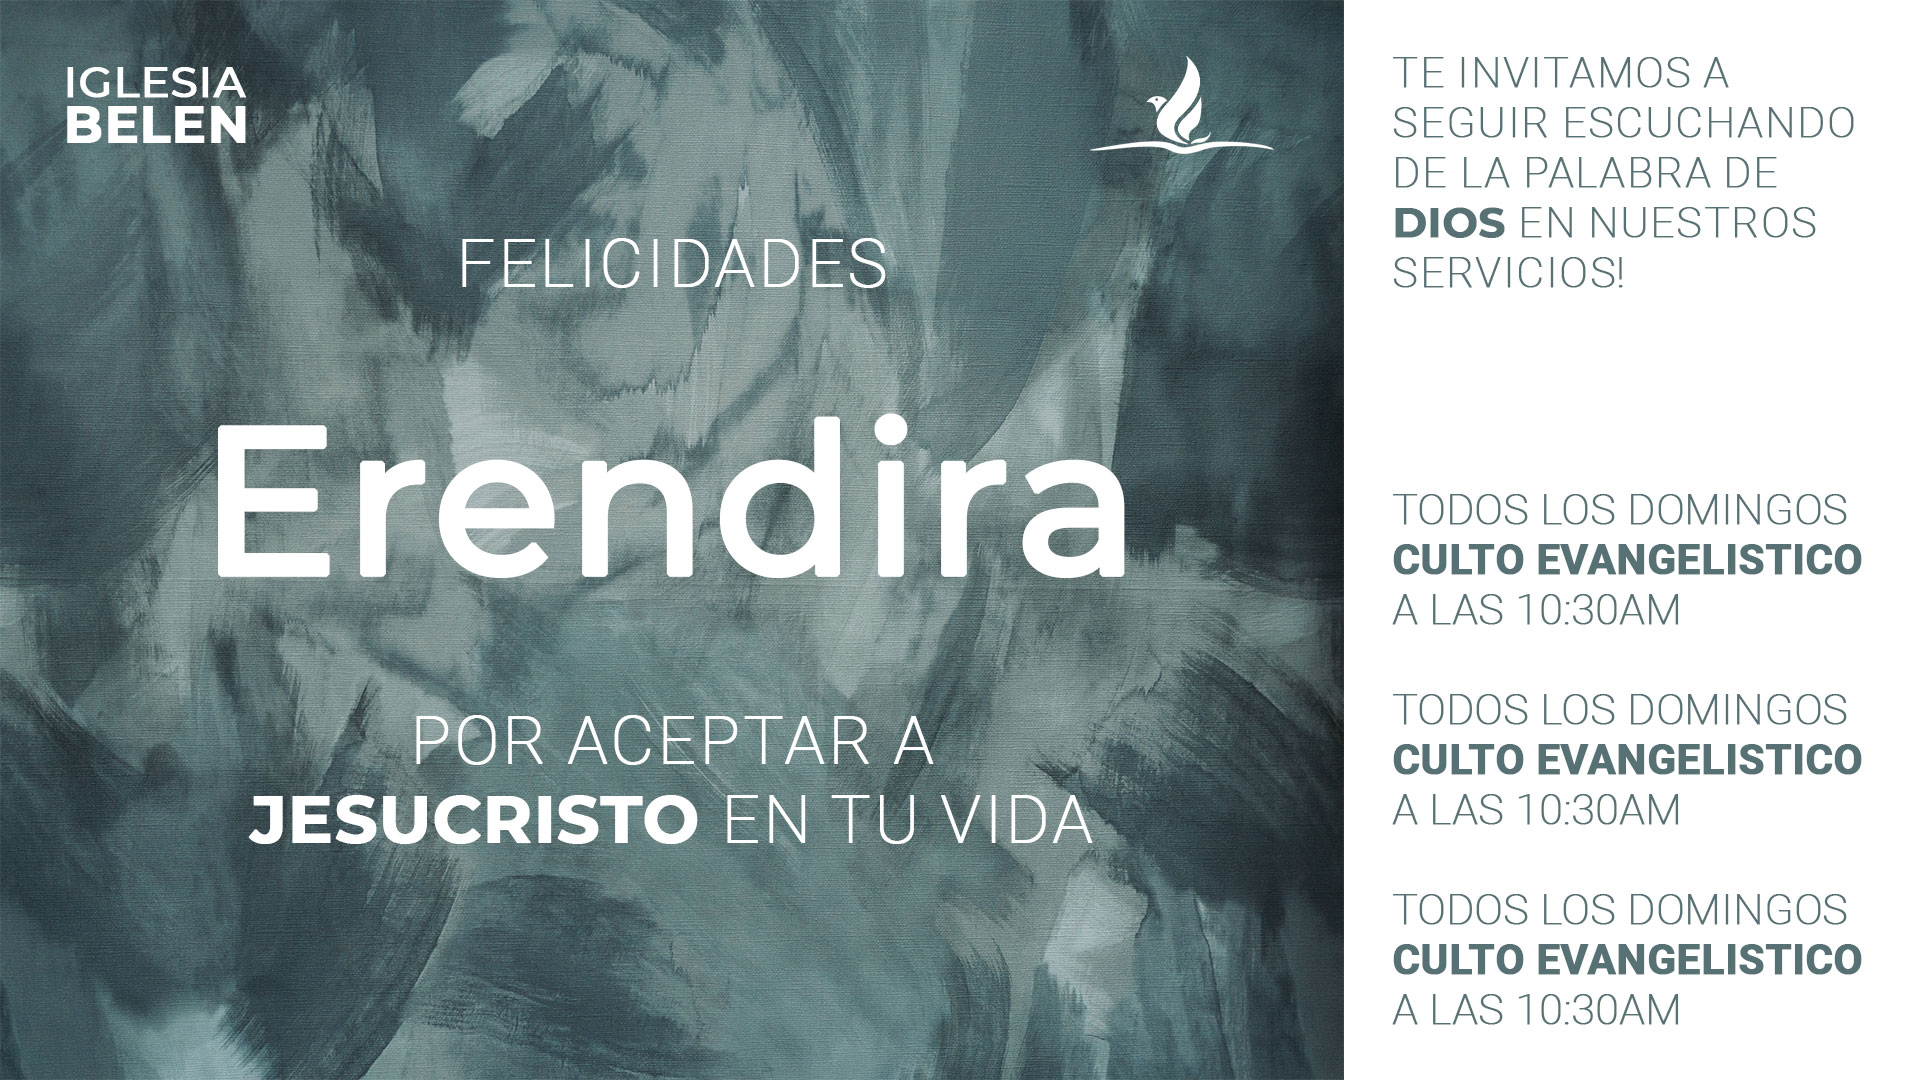 IGLESIA
BELEN
FELICIDADES
Erendira
POR ACEPTAR A
JESUCRISTO EN TU VIDA
TE INVITAMOS A
SEGUIR ESCUCHANDO
DE LA PALABRA DE
DIOS EN NUESTROS
SERVICIOS!
TODOS LOS DOMINGOS
CULTO EVANGELISTICO
A LAS 10:30AM
TODOS LOS DOMINGOS
CULTO EVANGELISTICO
A LAS 10:30AM
TODOS LOS DOMINGOS
CULTO EVANGELISTICO
A LAS 10:30AM